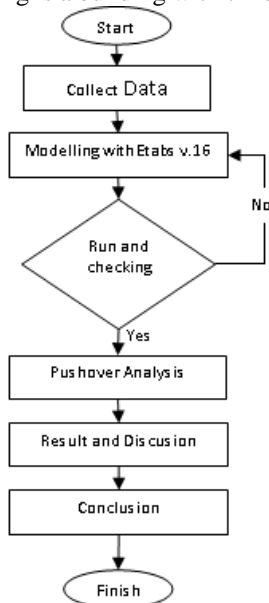 Start
Collect Data
Modelling with Etabs v.16
No
Run and
checking
Yes
Pushover Analysis
Result and Discusion
Conclusion
Finish